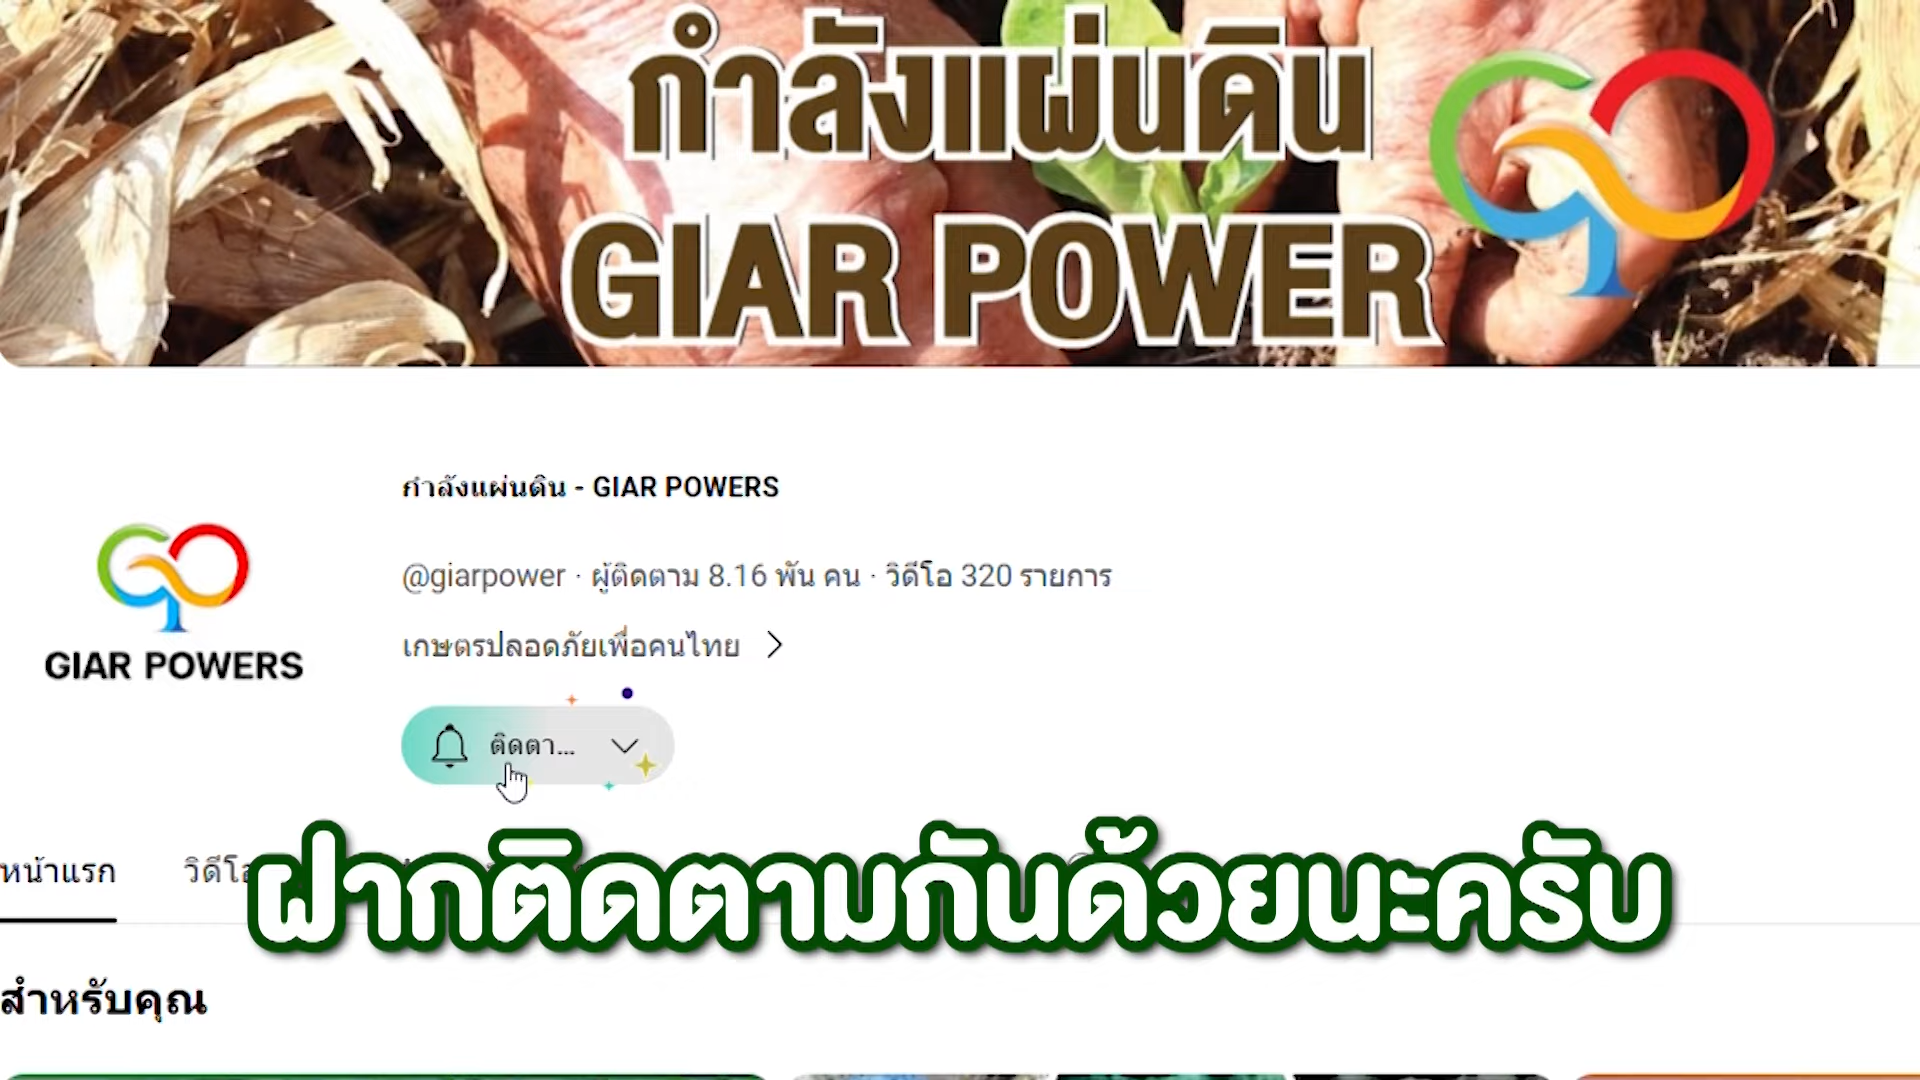 กำลังแผ่นดิน
GIAR POWER
กำลังแผ่นดิน - GIAR POWERS
@giarpower · ผู้ติดตาม 8.16 พัน คน · วิดีโอ 320 รายการ
GIAR POWERS
เกษตรปลอดภัยเพื่อคนไทย
ติดตา...
หน้าแรก วิดีโอ
ฝากติดตามกันด้วยนะครับ
สำหรับคุณ